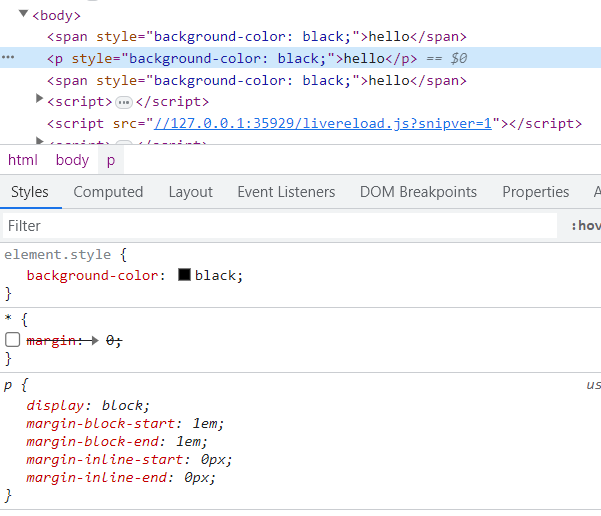 <body>
<span style="background-color: black;">hello</span>
<p style="background-color: black;">hello</p> == $0
<span style="background-color: black;">hello</span>
<script>…</script>
<script src="//127.0.0.1:35929/livereload.js?snipver=1"></script>
html body p
Styles Computed Layout Event Listeners DOM Breakpoints Properties A
Filter :hov
element.style {
background-color: black;
}
* {
margin: 0;
}
p { us
display: block;
margin-block-start: 1em;
margin-block-end: 1em;
margin-inline-start: 0px;
margin-inline-end: 0px;
}